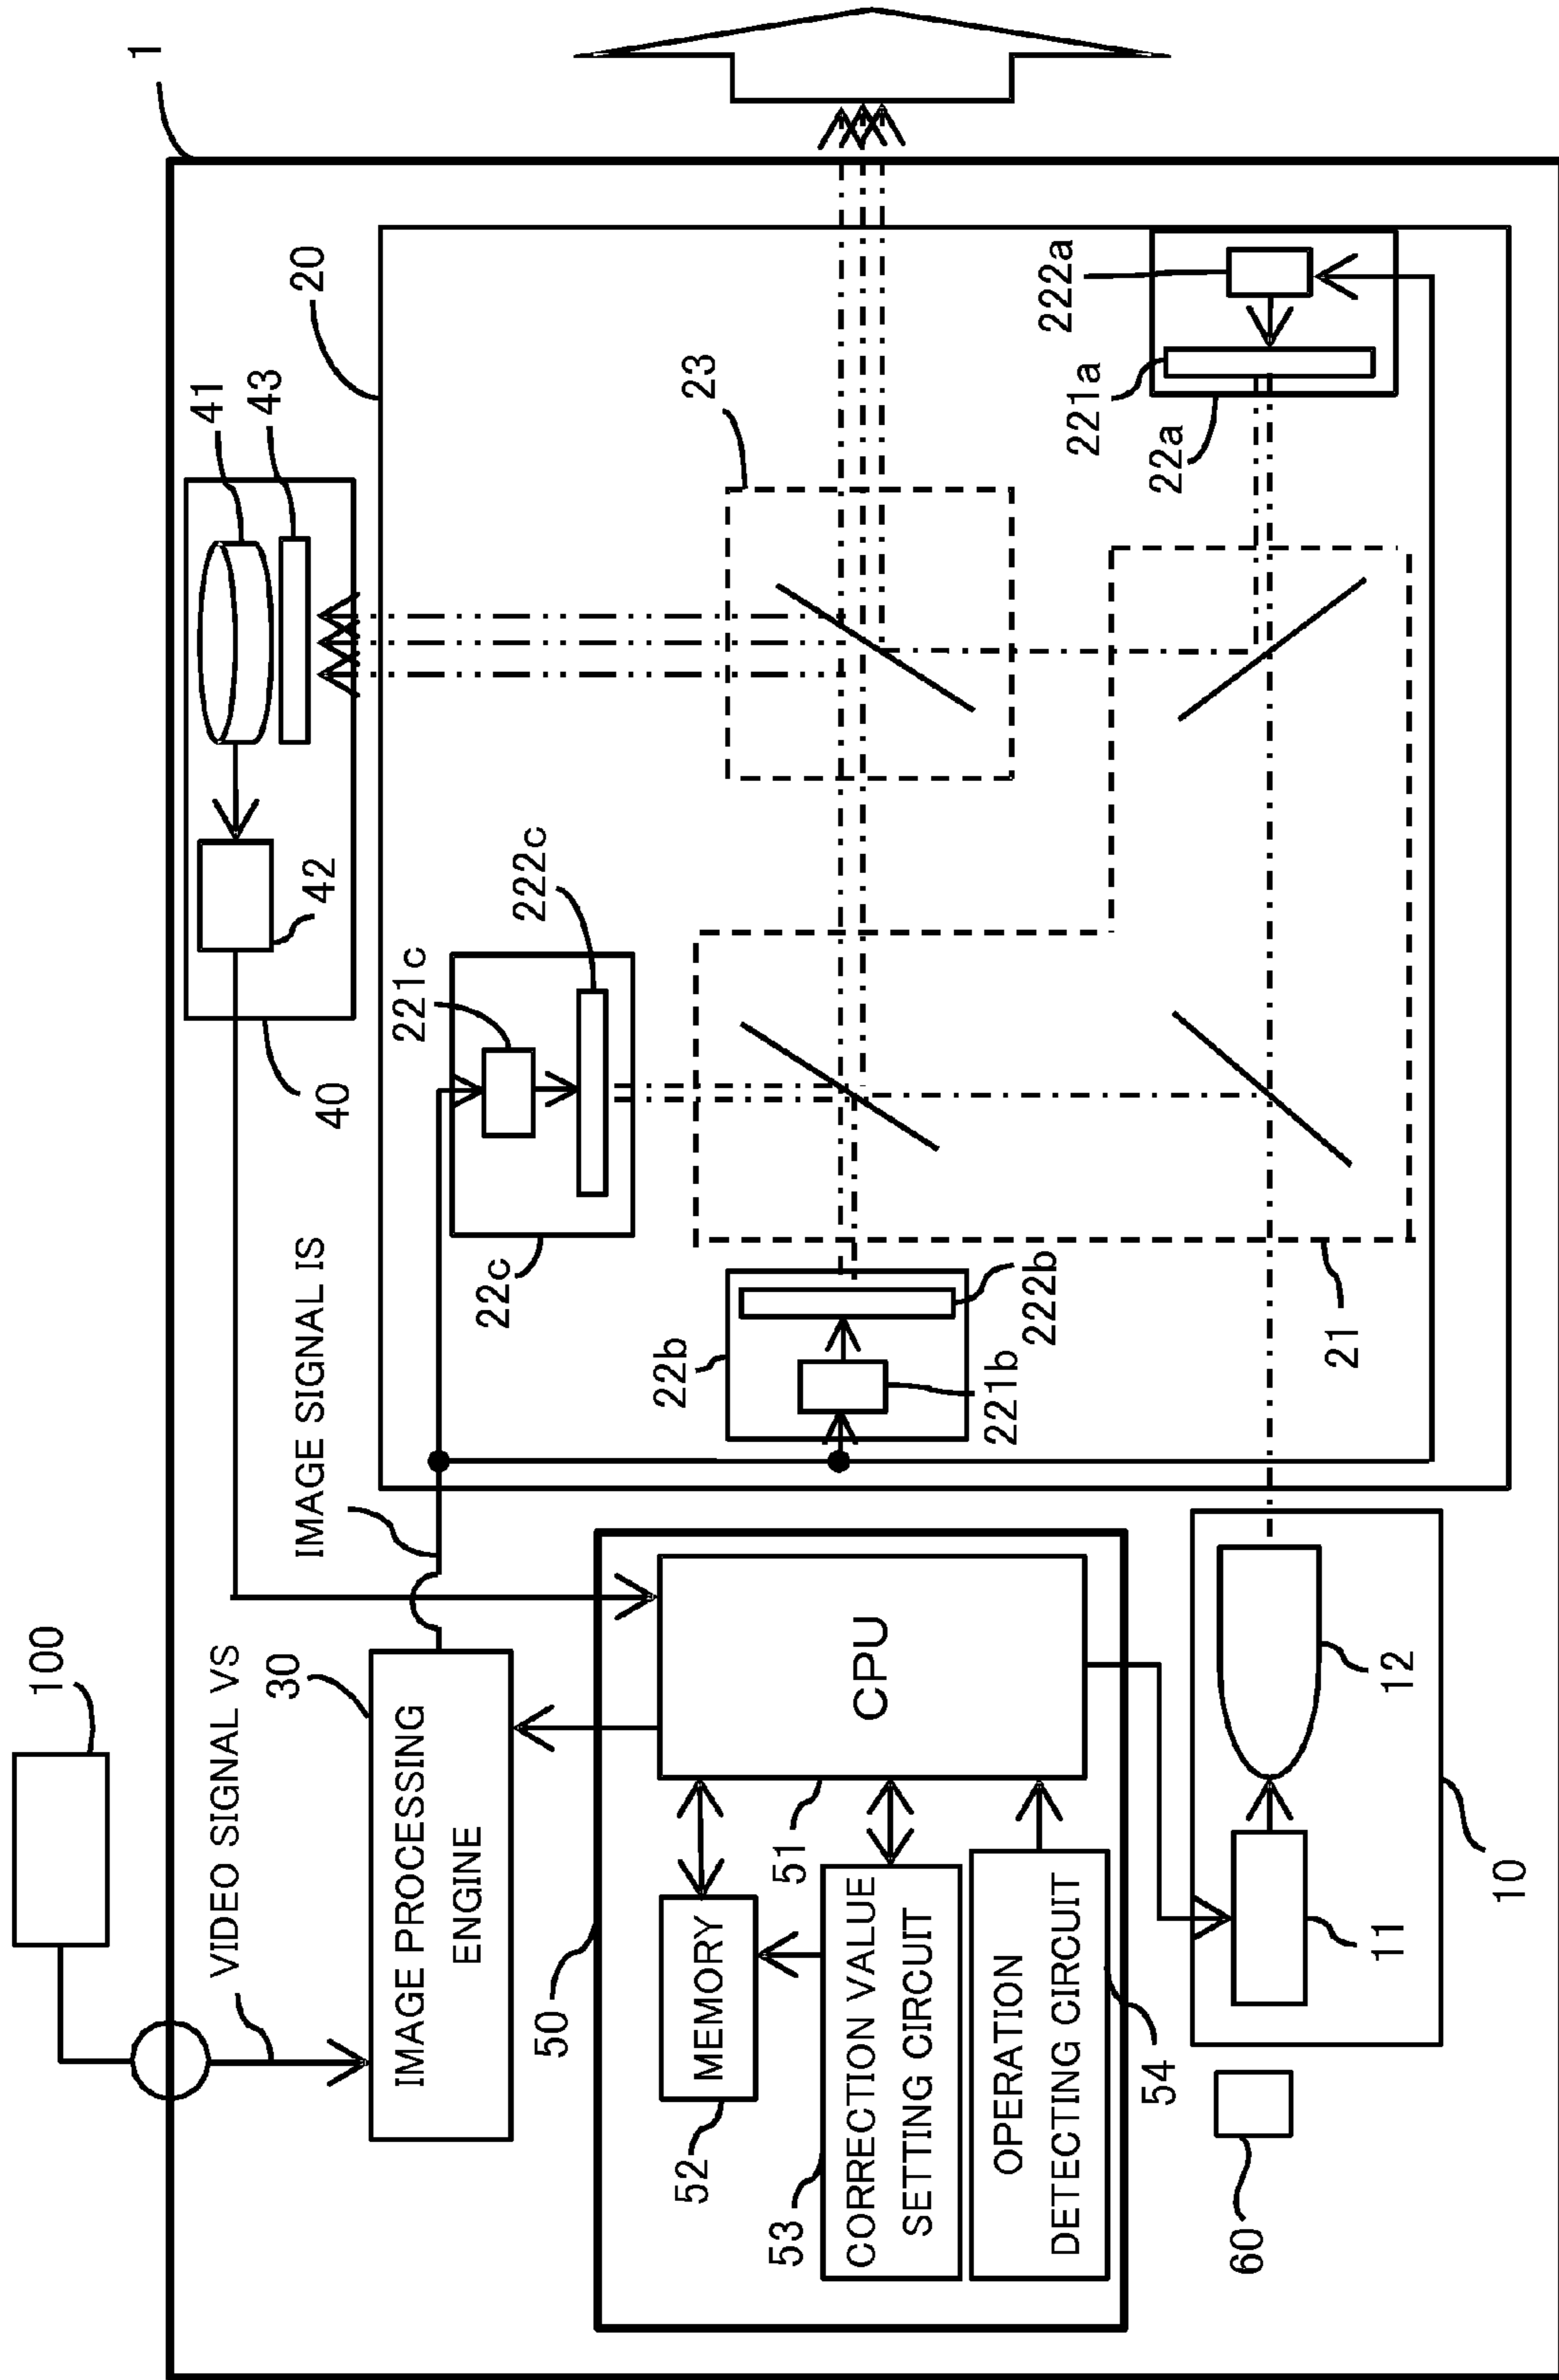 1
100
VIDEO SIGNAL VS
30
IMAGE PROCESSING
ENGINE
IMAGE SIGNAL IS
40
42
41
43
20
50
MEMORY
52
CPU
51
53
CORRECTION VALUE
SETTING CIRCUIT
OPERATION
DETECTING CIRCUIT
54
22c
221c
222c
22b
221b
222b
23
21
222a
221a
22a
60
11
12
10